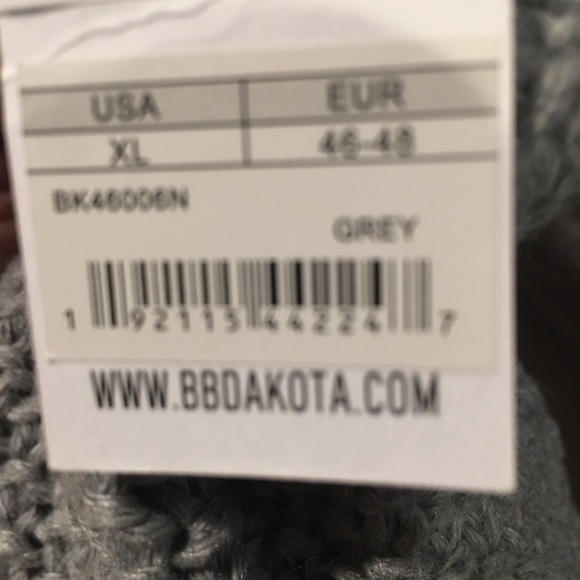 USA EUR
XL 46-48
BK46006N
GREY
1 92115 44224 7
WWW.BBDAKOTA.COM